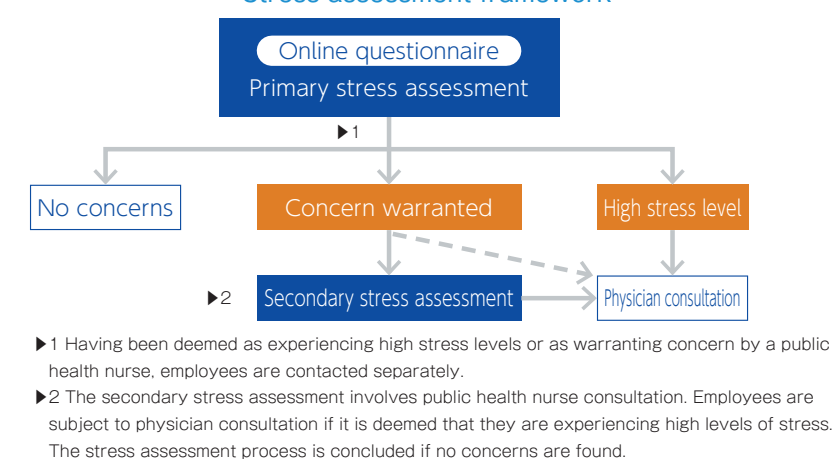 Stress assessment framework
Online questionnaire
Primary stress assessment
▶1
No concerns
Concern warranted
High stress level
▶2
Secondary stress assessment
Physician consultation
▶1 Having been deemed as experiencing high stress levels or as warranting concern by a public
health nurse, employees are contacted separately.
▶2 The secondary stress assessment involves public health nurse consultation. Employees are
subject to physician consultation if it is deemed that they are experiencing high levels of stress.
The stress assessment process is concluded if no concerns are found.